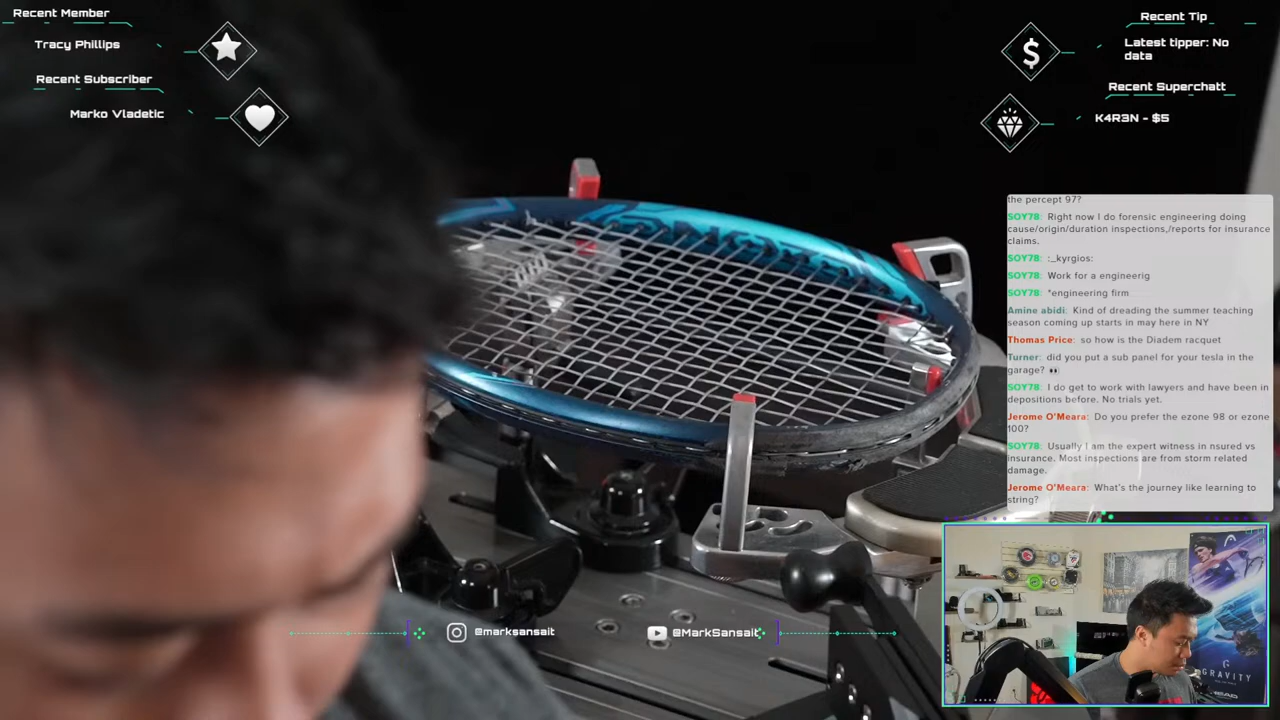 Recent Member
Tracy Phillips
Recent Subscriber
Marko Vladetic
Recent Tip
Latest tipper: No
data
Recent Superchatt
K4R3N - $5
the percept 97?
SOY78: Right now I do forensic engineering doing
cause/origin/duration inspections,/reports for insurance
claims.
SOY78: :_kyrgios:
SOY78: Work for a engineerig
SOY78: *engineering firm
Amine abidi: Kind of dreading the summer teaching
season coming up starts in may here in NY
Thomas Price: so how is the Diadem racquet
Turner: did you put a sub panel for your tesla in the
garage? 👀
SOY78: I do get to work with lawyers and have been in
depositions before. No trials yet.
Jerome O'Meara: Do you prefer the ezone 98 or ezone
100?
SOY78: Usually I am the expert witness in nsured vs
insurance. Most inspections are from storm related
damage.
Jerome O'Meara: What's the journey like learning to
string?
@marksansait
@MarkSansait
GRAVITY
HEAD